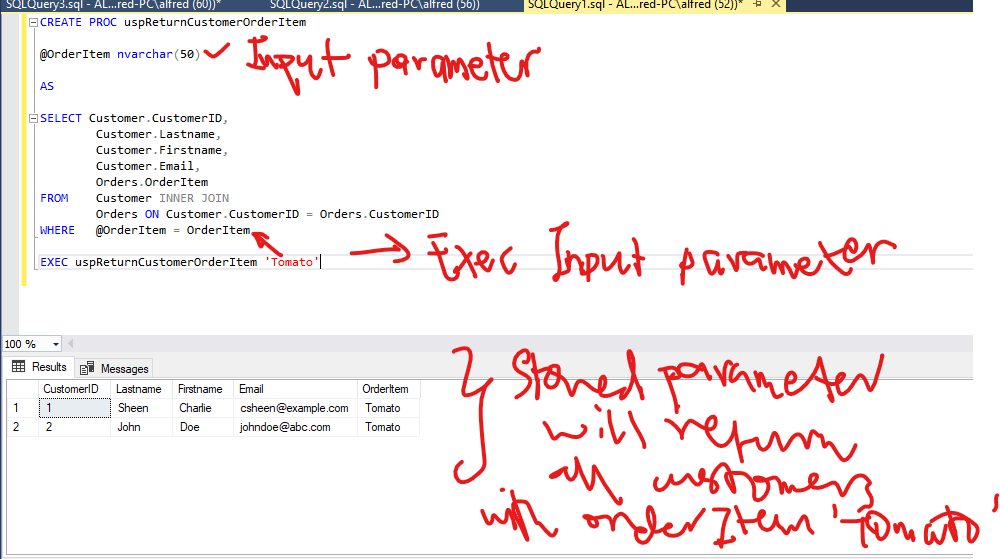 SQLQuery3.sql - AL...red-PC\alfred (60))* SQLQuery2.sql - AL...red-PC\alfred (56)) SQLQuery1.sql - AL...red-PC\alfred (52))*
CREATE PROC uspReturnCustomerOrderItem
@OrderItem nvarchar(50) Input parameter
AS
SELECT Customer.CustomerID,
Customer.Lastname,
Customer.Firstname,
Customer.Email,
Orders.OrderItem
FROM Customer INNER JOIN
Orders ON Customer.CustomerID = Orders.CustomerID
WHERE @OrderItem = OrderItem
EXEC uspReturnCustomerOrderItem 'Tomato' Exec Input parameter
100 %
Results Messages
CustomerID Lastname Firstname Email OrderItem
1 1 Sheen Charlie csheen@example.com Tomato
2 2 John Doe johndoe@abc.com Tomato
Stored parameter
will return
all customers
with orderItem 'Tomato'